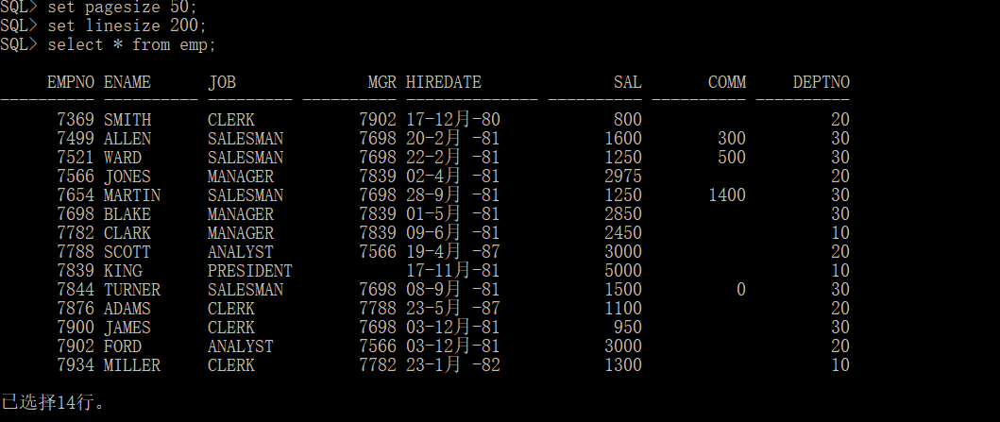 SQL> set pagesize 50;
SQL> set linesize 200;
SQL> select * from emp;
     EMPNO ENAME      JOB              MGR HIREDATE              SAL       COMM     DEPTNO
---------- ---------- --------- ---------- -------------- ---------- ---------- ----------
      7369 SMITH      CLERK           7902 17-12月-80            800                    20
      7499 ALLEN      SALESMAN        7698 20-2月 -81           1600        300         30
      7521 WARD       SALESMAN        7698 22-2月 -81           1250        500         30
      7566 JONES      MANAGER         7839 02-4月 -81           2975                    20
      7654 MARTIN     SALESMAN        7698 28-9月 -81           1250       1400         30
      7698 BLAKE      MANAGER         7839 01-5月 -81           2850                    30
      7782 CLARK      MANAGER         7839 09-6月 -81           2450                    10
      7788 SCOTT      ANALYST         7566 19-4月 -87           3000                    20
      7839 KING       PRESIDENT            17-11月-81           5000                    10
      7844 TURNER     SALESMAN        7698 08-9月 -81           1500          0         30
      7876 ADAMS      CLERK           7788 23-5月 -87           1100                    20
      7900 JAMES      CLERK           7698 03-12月-81            950                    30
      7902 FORD       ANALYST         7566 03-12月-81           3000                    20
      7934 MILLER     CLERK           7782 23-1月 -82           1300                    10
已选择14行。